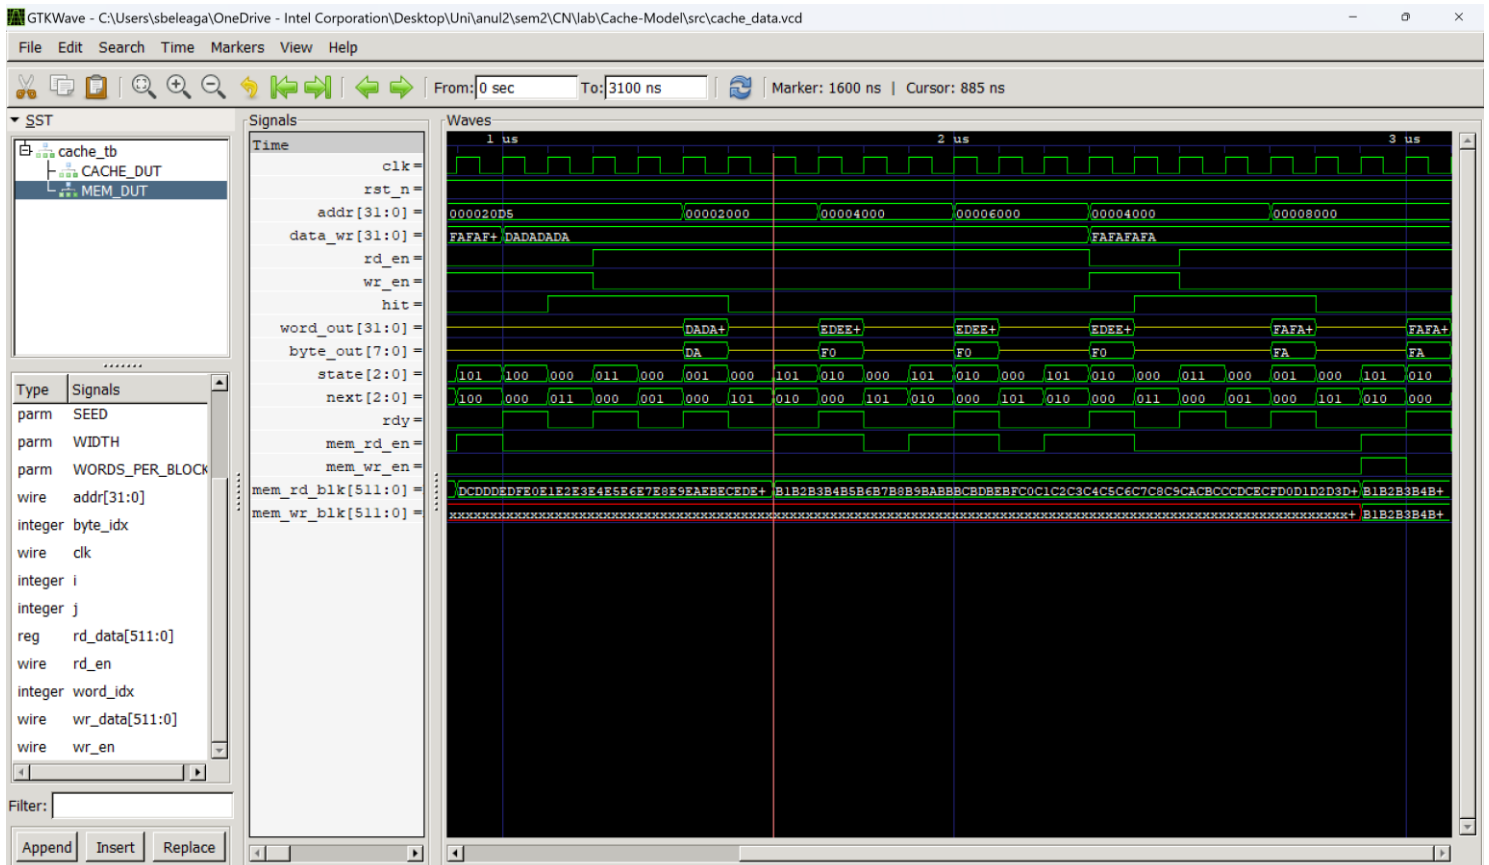 GTKWave - C:\Users\sbeleaga\OneDrive - Intel Corporation\Desktop\Uni\anul2\sem2\CN\lab\Cache-Model\src\cache_data.vcd
File Edit Search Time Markers View Help
From: 0 sec To: 3100 ns Marker: 1600 ns | Cursor: 885 ns
SST
cache_tb
CACHE_DUT
MEM_DUT
Type Signals
parm SEED
parm WIDTH
parm WORDS_PER_BLOCK
wire addr[31:0]
integer byte_idx
wire clk
integer i
integer j
reg rd_data[511:0]
wire rd_en
integer word_idx
wire wr_data[511:0]
wire wr_en
Filter:
Append Insert Replace
Signals
Time
clk=
rst_n=
addr[31:0]=
data_wr[31:0]=
rd_en=
wr_en=
hit=
word_out[31:0]=
byte_out[7:0]=
state[2:0]=
next[2:0]=
rdy=
mem_rd_en=
mem_wr_en=
mem_rd_blk[511:0]=
mem_wr_blk[511:0]=
Waves
1 us 2 us 3 us
000020D5 00002000 00004000 00006000 00004000 00008000
FAFAF+ DADADADA FAFAFAFA
DADA+ EDEE+ EDEE+ EDEE+ FAFA+ FAFA+
DA F0 F0 F0 FA FA
101 100 000 011 000 001 000 101 010 000 101 010 000 101 010 000 011 000 001 000 101 010
100 000 011 000 001 000 101 010 000 101 010 000 101 010 000 011 000 001 000 101 010 000
DCDDDEDFE0E1E2E3E4E5E6E7E8E9EAEBECEDE+ B1B2B3B4B5B6B7B8B9BABBBCBDBEBFC0C1C2C3C4C5C6C7C8C9CACBCCCDCECFD0D1D2D3D+ B1B2B3B4B+
B1B2B3B4B+